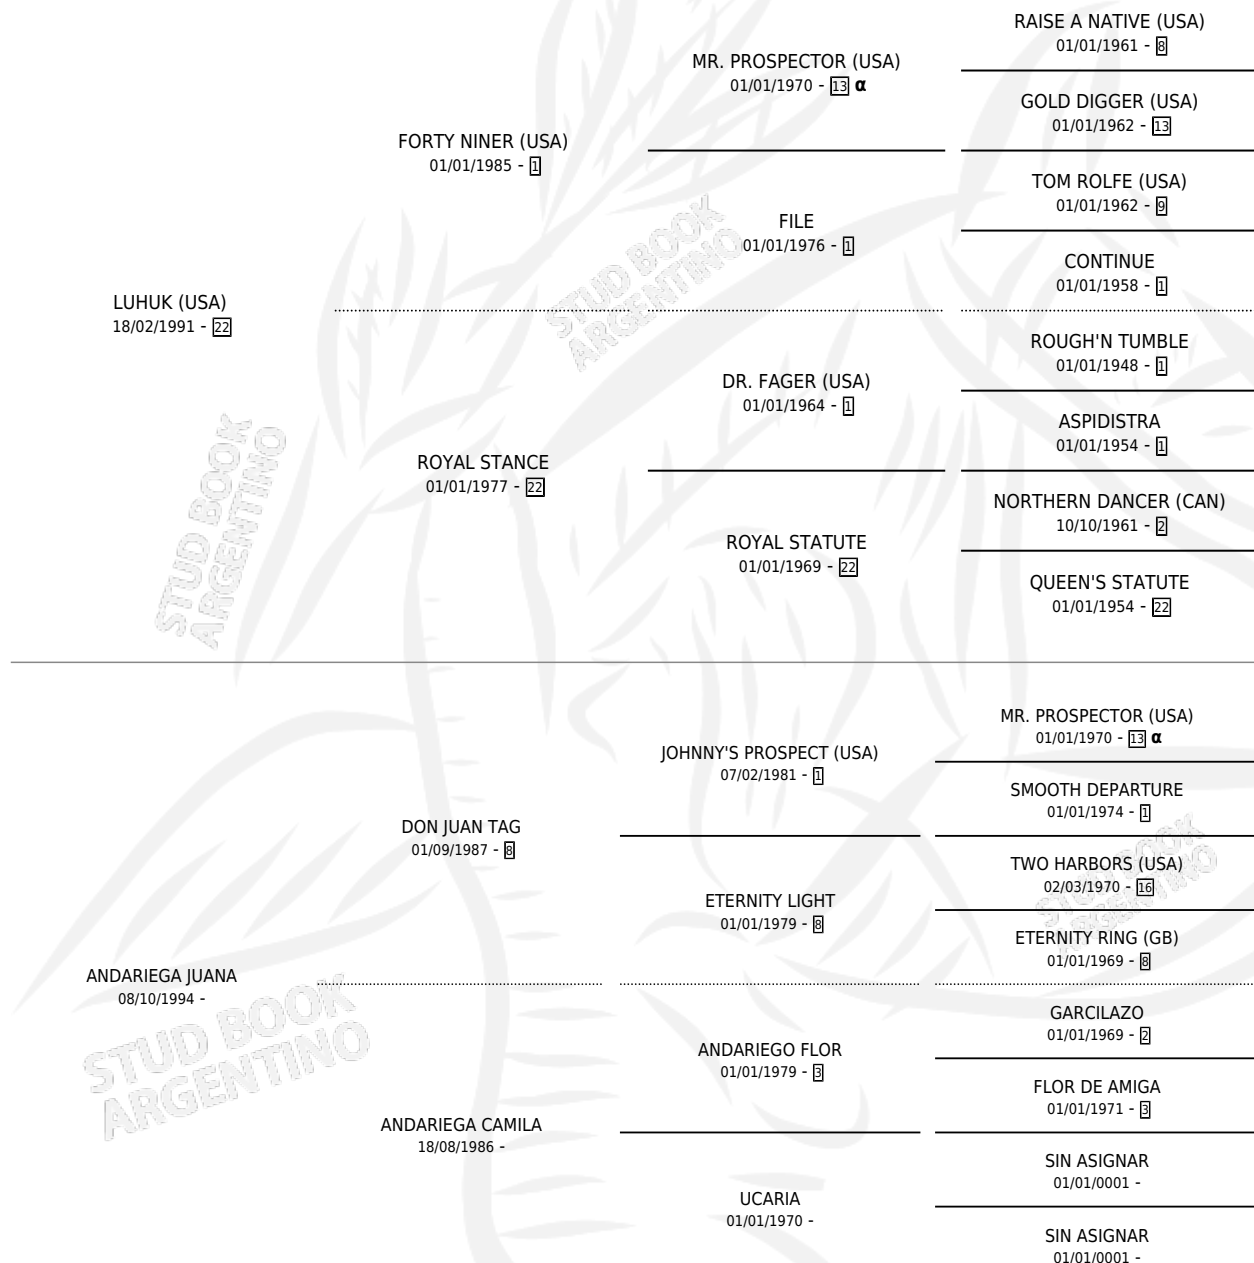 RAISE A NATIVE (USA)
01/01/1961 - 8
MR. PROSPECTOR (USA)
01/01/1970 - 13 α
GOLD DIGGER (USA)
01/01/1962 - 13
FORTY NINER (USA)
01/01/1985 - 1
TOM ROLFE (USA)
01/01/1962 - 9
FILE
01/01/1976 - 1
CONTINUE
01/01/1958 - 1
STUD BOOK
ARGENTINO
LUHUK (USA)
18/02/1991 - 22
ROUGH'N TUMBLE
01/01/1948 - 1
DR. FAGER (USA)
01/01/1964 - 1
ASPIDISTRA
01/01/1954 - 1
ROYAL STANCE
01/01/1977 - 22
NORTHERN DANCER (CAN)
10/10/1961 - 2
ROYAL STATUTE
01/01/1969 - 22
QUEEN'S STATUTE
01/01/1954 - 22
STUD BOOK
ARGENTINO
MR. PROSPECTOR (USA)
01/01/1970 - 13 α
JOHNNY'S PROSPECT (USA)
07/02/1981 - 1
SMOOTH DEPARTURE
01/01/1974 - 1
DON JUAN TAG
01/09/1987 - 8
TWO HARBORS (USA)
02/03/1970 - 16
ETERNITY LIGHT
01/01/1979 - 8
ETERNITY RING (GB)
01/01/1969 - 8
STUD BOOK
ARGENTINO
ANDARIEGA JUANA
08/10/1994 -
GARCILAZO
01/01/1969 - 2
ANDARIEGO FLOR
01/01/1979 - 3
FLOR DE AMIGA
01/01/1971 - 3
STUD BOOK
ARGENTINO
ANDARIEGA CAMILA
18/08/1986 -
SIN ASIGNAR
01/01/0001 -
UCARIA
01/01/1970 -
SIN ASIGNAR
01/01/0001 -